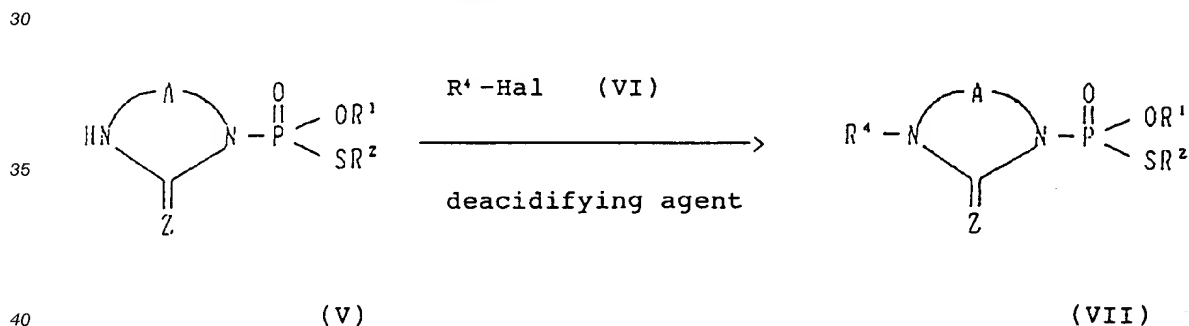 30
R⁴-Hal (VI)
Λ O A O
HN N-P OR¹ R⁴-N N-P OR¹
SR² SR²
35
deacidifying agent
Z Z
40 (V) (VII)